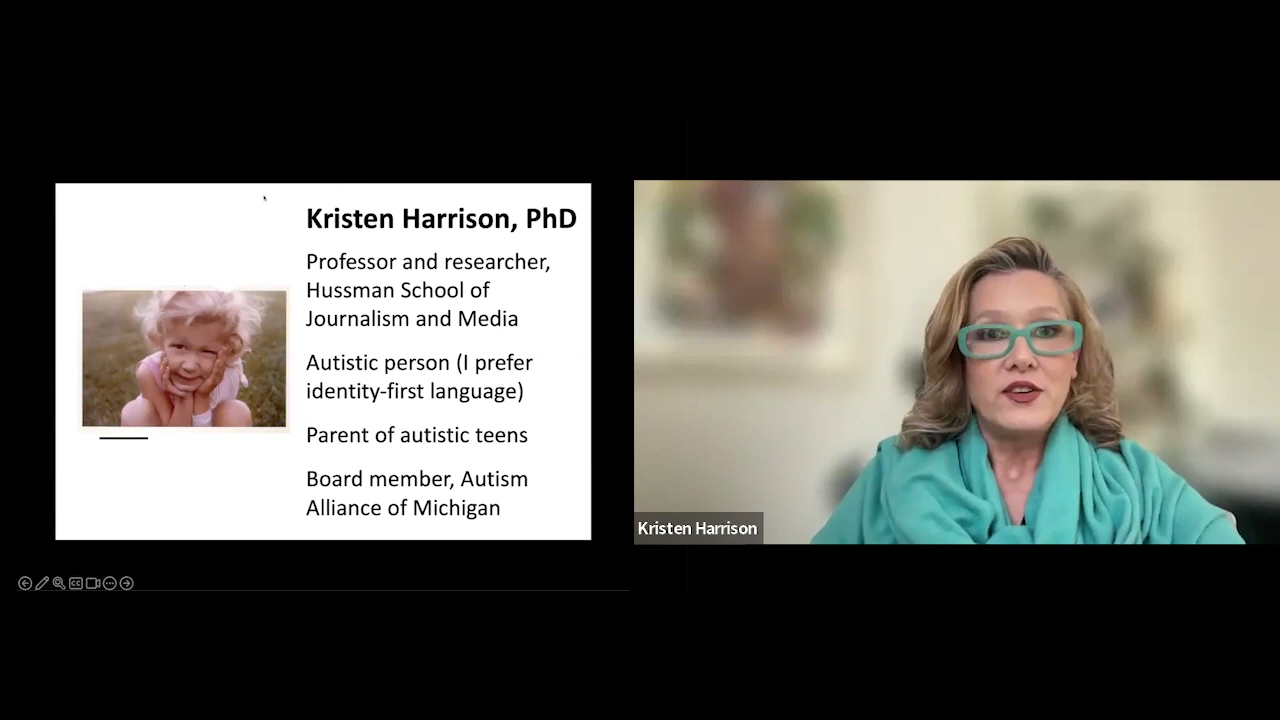 Kristen Harrison, PhD
Professor and researcher,
Hussman School of
Journalism and Media
Autistic person (I prefer
identity-first language)
Parent of autistic teens
Board member, Autism
Alliance of Michigan
CC
Kristen Harrison